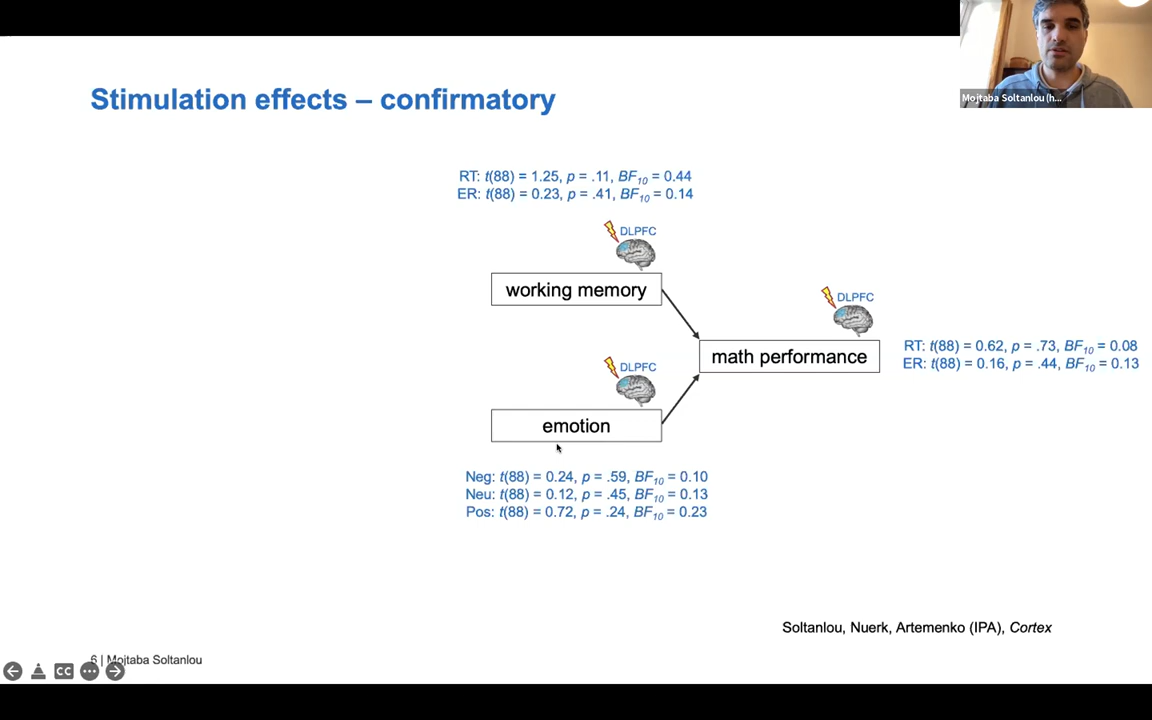 Mojtaba Soltanlou (h...
Stimulation effects – confirmatory
RT: t(88) = 1.25, p = .11, BF10 = 0.44
ER: t(88) = 0.23, p = .41, BF10 = 0.14
DLPFC
working memory
DLPFC
math performance
RT: t(88) = 0.62, p = .73, BF10 = 0.08
ER: t(88) = 0.16, p = .44, BF10 = 0.13
DLPFC
emotion
Neg: t(88) = 0.24, p = .59, BF10 = 0.10
Neu: t(88) = 0.12, p = .45, BF10 = 0.13
Pos: t(88) = 0.72, p = .24, BF10 = 0.23
Soltanlou, Nuerk, Artemenko (IPA), Cortex
6 | Mojtaba Soltanlou
CC